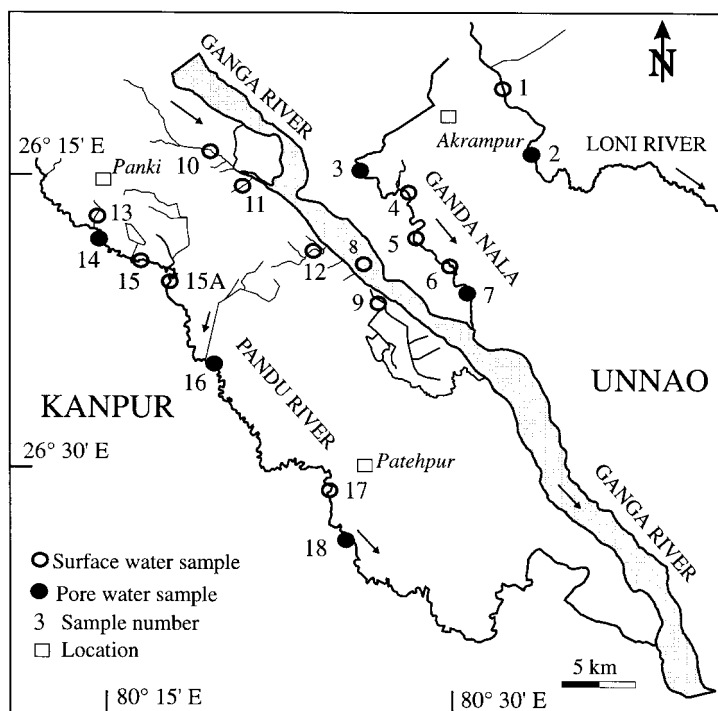 GANGA RIVER
N
1
Akrampur
2
LONI RIVER
26° 15' E
Panki
10
3
11
4
GANDA NALA
13
14
5
12
8
6
15
15A
9
7
16
PANDU RIVER
KANPUR
UNNAO
26° 30' E
Patehpur
17
GANGA RIVER
18
Surface water sample
Pore water sample
3 Sample number
Location
5 km
80° 15' E
80° 30' E